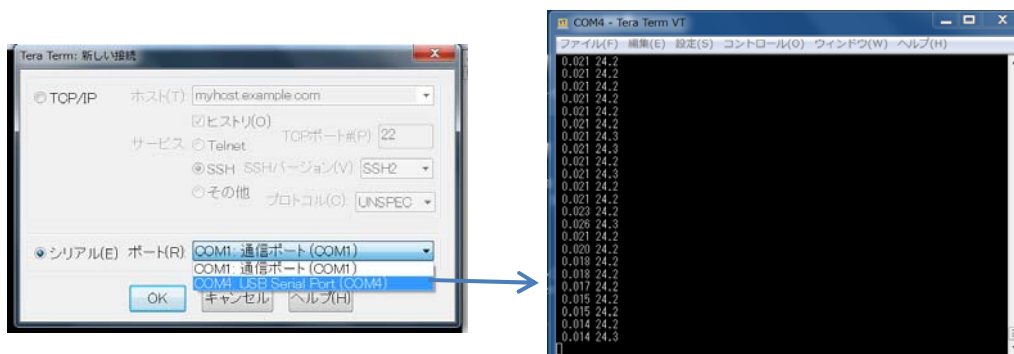 Tera Term: 新しい接続
TCP/IP
ホスト(T)
myhost.example.com
ヒストリ(O)
サービス
Telnet
TCPポート#(P)
22
SSH
SSHバージョン(V)
SSH2
その他
プロトコル(C)
UNSPEC
シリアル(E)
ポート(R):
COM1: 通信ポート (COM1)
COM1: 通信ポート (COM1)
COM4: USB Serial Port (COM4)
OK
キャンセル
ヘルプ(H)
COM4 - Tera Term VT
ファイル(F) 編集(E) 設定(S) コントロール(O) ウィンドウ(W) ヘルプ(H)
0.021 24.2
0.021 24.2
0.021 24.2
0.021 24.2
0.021 24.2
0.021 24.2
0.021 24.3
0.021 24.3
0.021 24.2
0.021 24.3
0.021 24.2
0.021 24.2
0.023 24.2
0.026 24.3
0.021 24.2
0.020 24.2
0.018 24.2
0.018 24.2
0.017 24.2
0.015 24.2
0.015 24.2
0.014 24.2
0.014 24.3